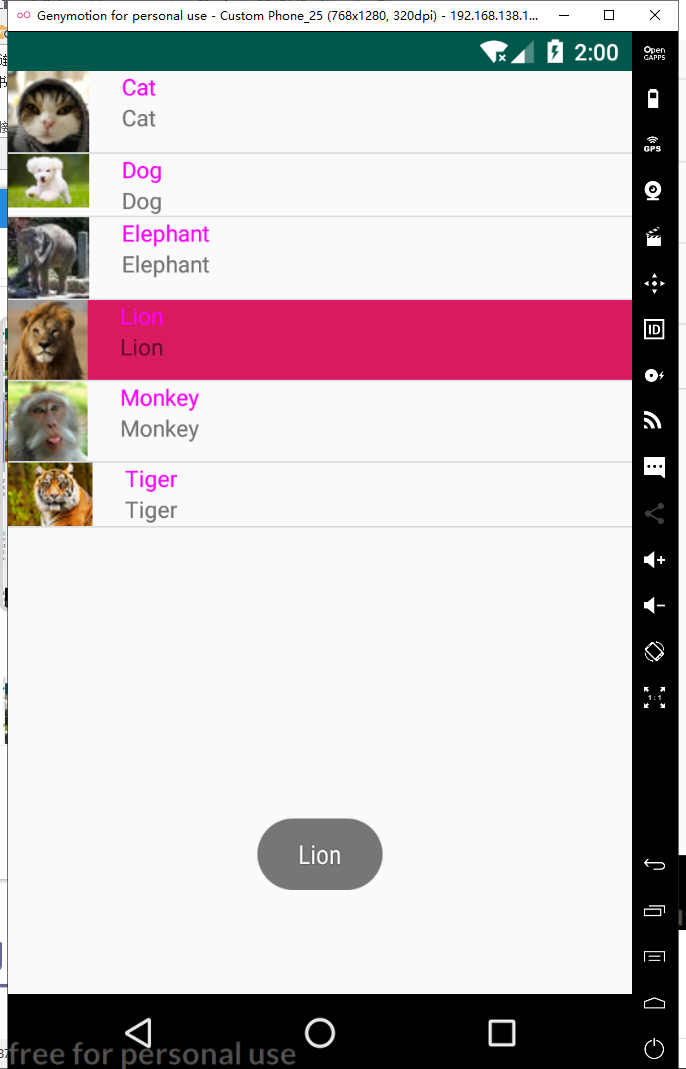 Genymotion for personal use - Custom Phone_25 (768x1280, 320dpi) - 192.168.138.1...
2:00
Open
GAPPS
Cat
Cat
GPS
Dog
Dog
Elephant
Elephant
ID
Lion
Lion
Monkey
Monkey
Tiger
Tiger
1:1
Lion
free for personal use